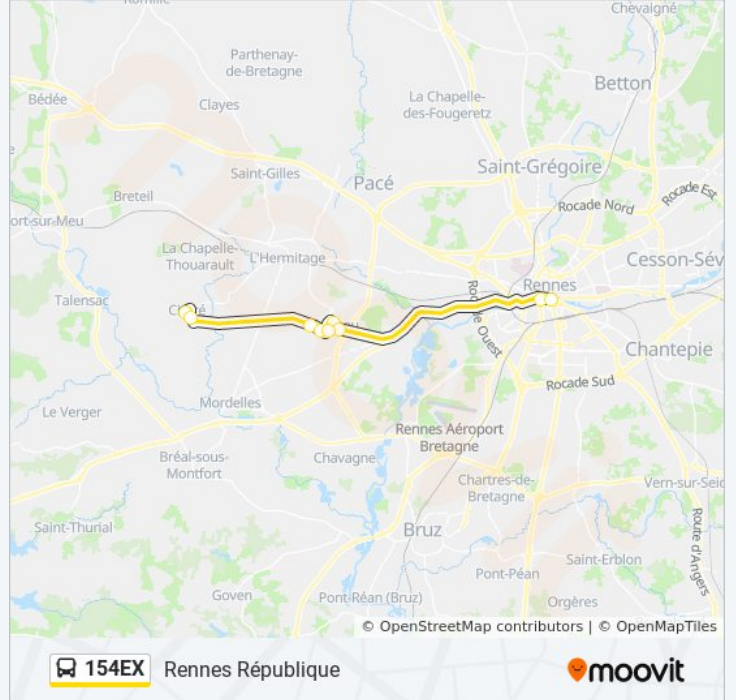 Romillé
Chevaigné
Parthenay-
de-Bretagne
Betton
Bédée
Clayes
La Chapelle-
des-Fougeretz
Saint-Grégoire
Saint-Gilles
Pacé
Rocade Est
Breteil
Rocade Nord
ort-sur-Meu
La Chapelle-
Thouarault
L'Hermitage
Cesson-Sév
Rennes
Talensac
Rocade Ouest
Chantepie
Rocade Sud
Le Verger
Mordelles
Rennes Aéroport
Bretagne
Bréal-sous-
Montfort
Chavagne
Chartres-de-
Bretagne
Vern-sur-Seic
Saint-Thurial
Bruz
Route d'Angers
Saint-Erblon
Pont-Péan
Goven
Pont-Réan (Bruz)
Orgères
© OpenStreetMap contributors | © OpenMapTiles
154EX Rennes République
moovit